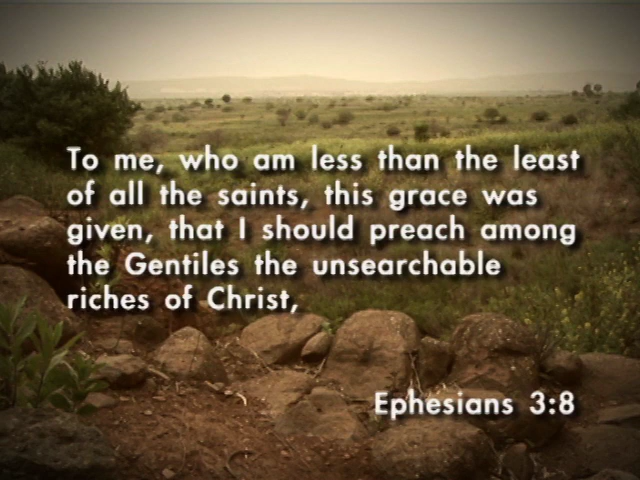 To me, who am less than the least
of all the saints, this grace was
given, that I should preach among
the Gentiles the unsearchable
riches of Christ,
Ephesians 3:8